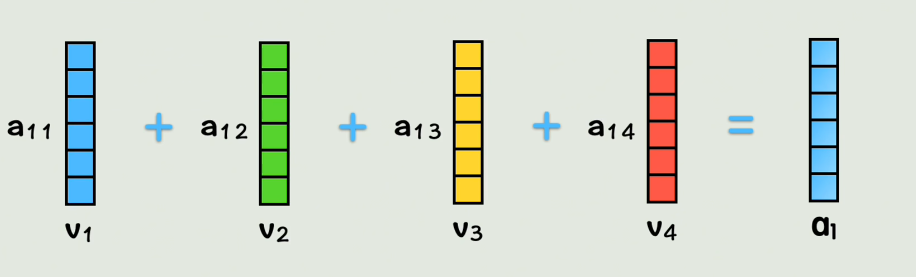 a₁₁ + a₁₂ + a₁₃ + a₁₄ =
v₁ v₂ v₃ v₄ a₁